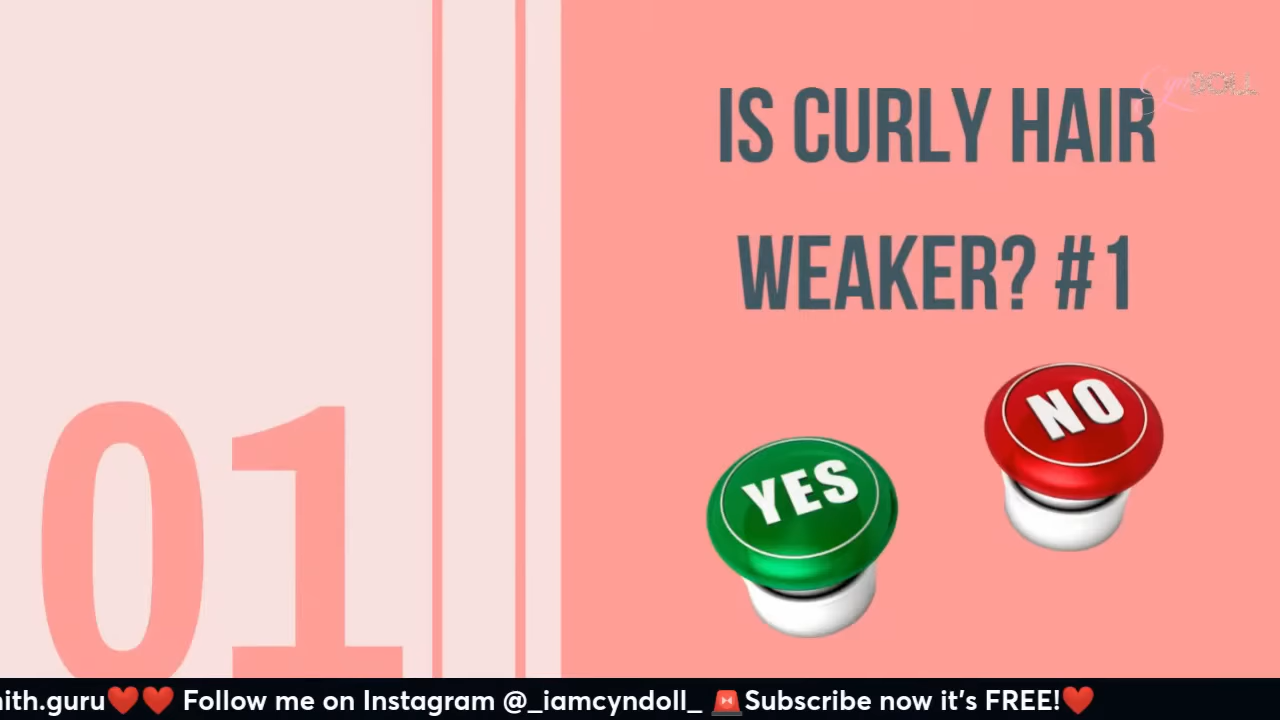 IS CURLY HAIR
WEAKER? #1
CynDOLL
NO
YES
01
ith.guru❤️❤️ Follow me on Instagram @_iamcyndoll_ 🚨Subscribe now it's FREE!❤️